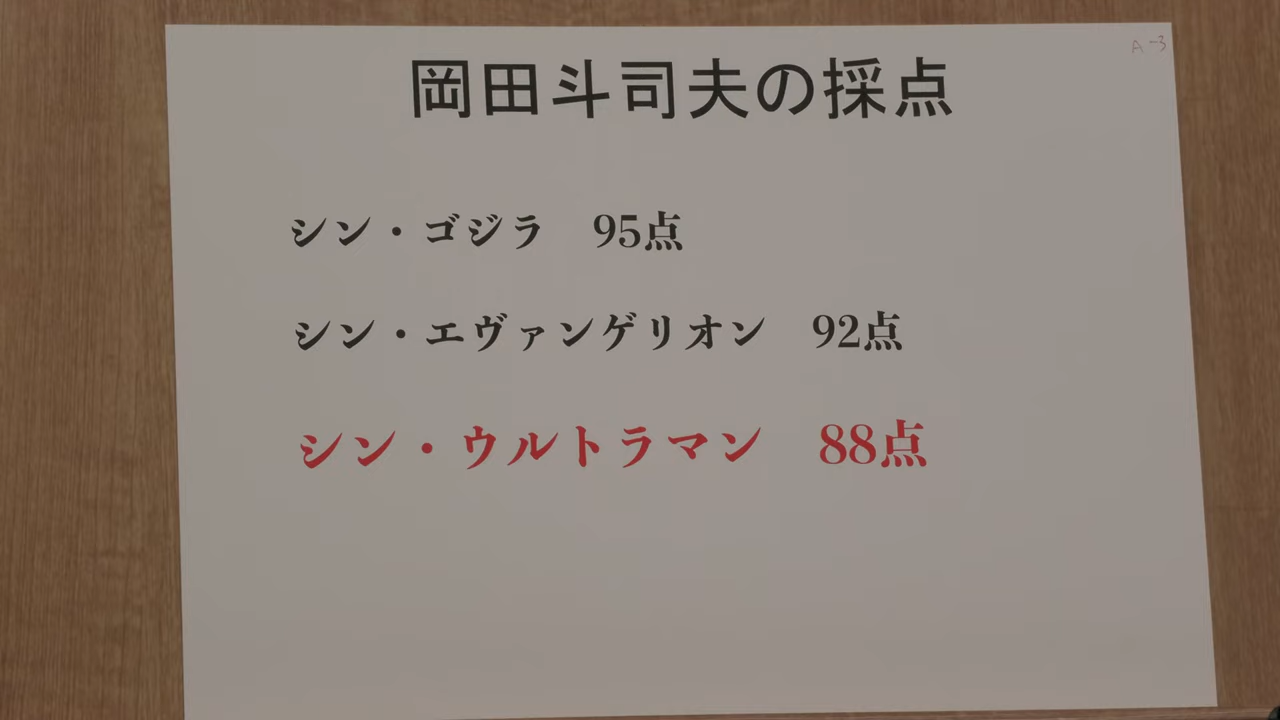 A-3
岡田斗司夫の採点
シン・ゴジラ　95点
シン・エヴァンゲリオン　92点
シン・ウルトラマン　88点